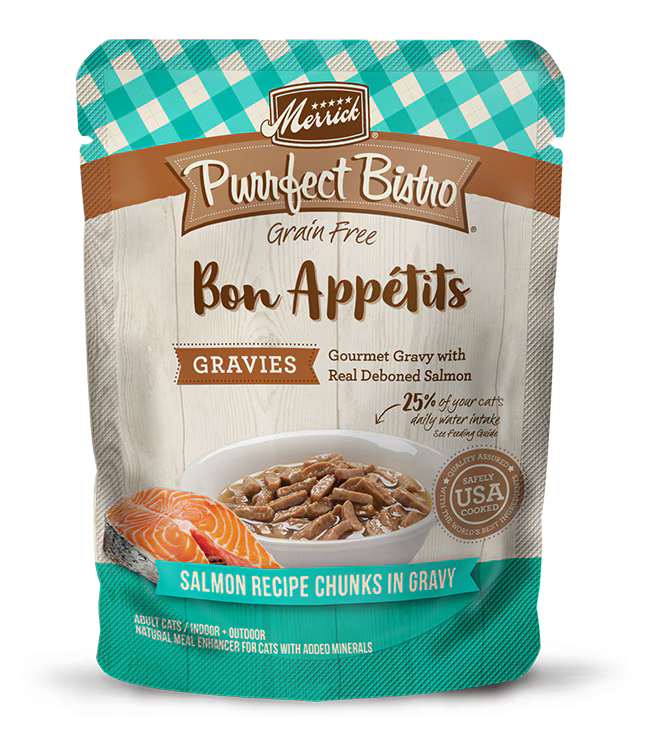 Merrick
®
Purrfect Bistro
®
Grain Free
Bon Appétits
GRAVIES
Gourmet Gravy with
Real Deboned Salmon
25% of your cat's
daily water intake
See Feeding Guide
QUALITY ASSURED
SAFELY
USA
COOKED
WITH THE WORLD'S BEST INGREDIENTS
SALMON RECIPE CHUNKS IN GRAVY
ADULT CATS / INDOOR + OUTDOOR
NATURAL MEAL ENHANCER FOR CATS WITH ADDED MINERALS